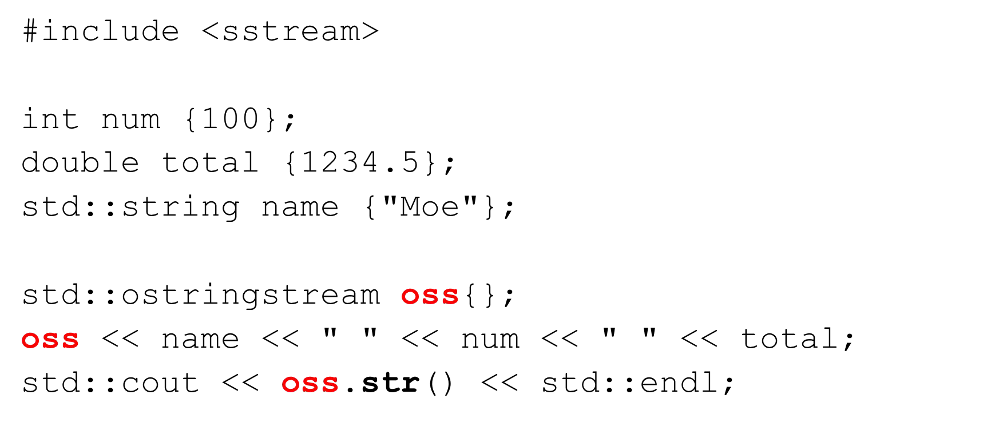 #include <sstream>
int num {100};
double total {1234.5};
std::string name {"Moe"};
std::ostringstream oss{};
oss << name << " " << num << " " << total;
std::cout << oss.str() << std::endl;